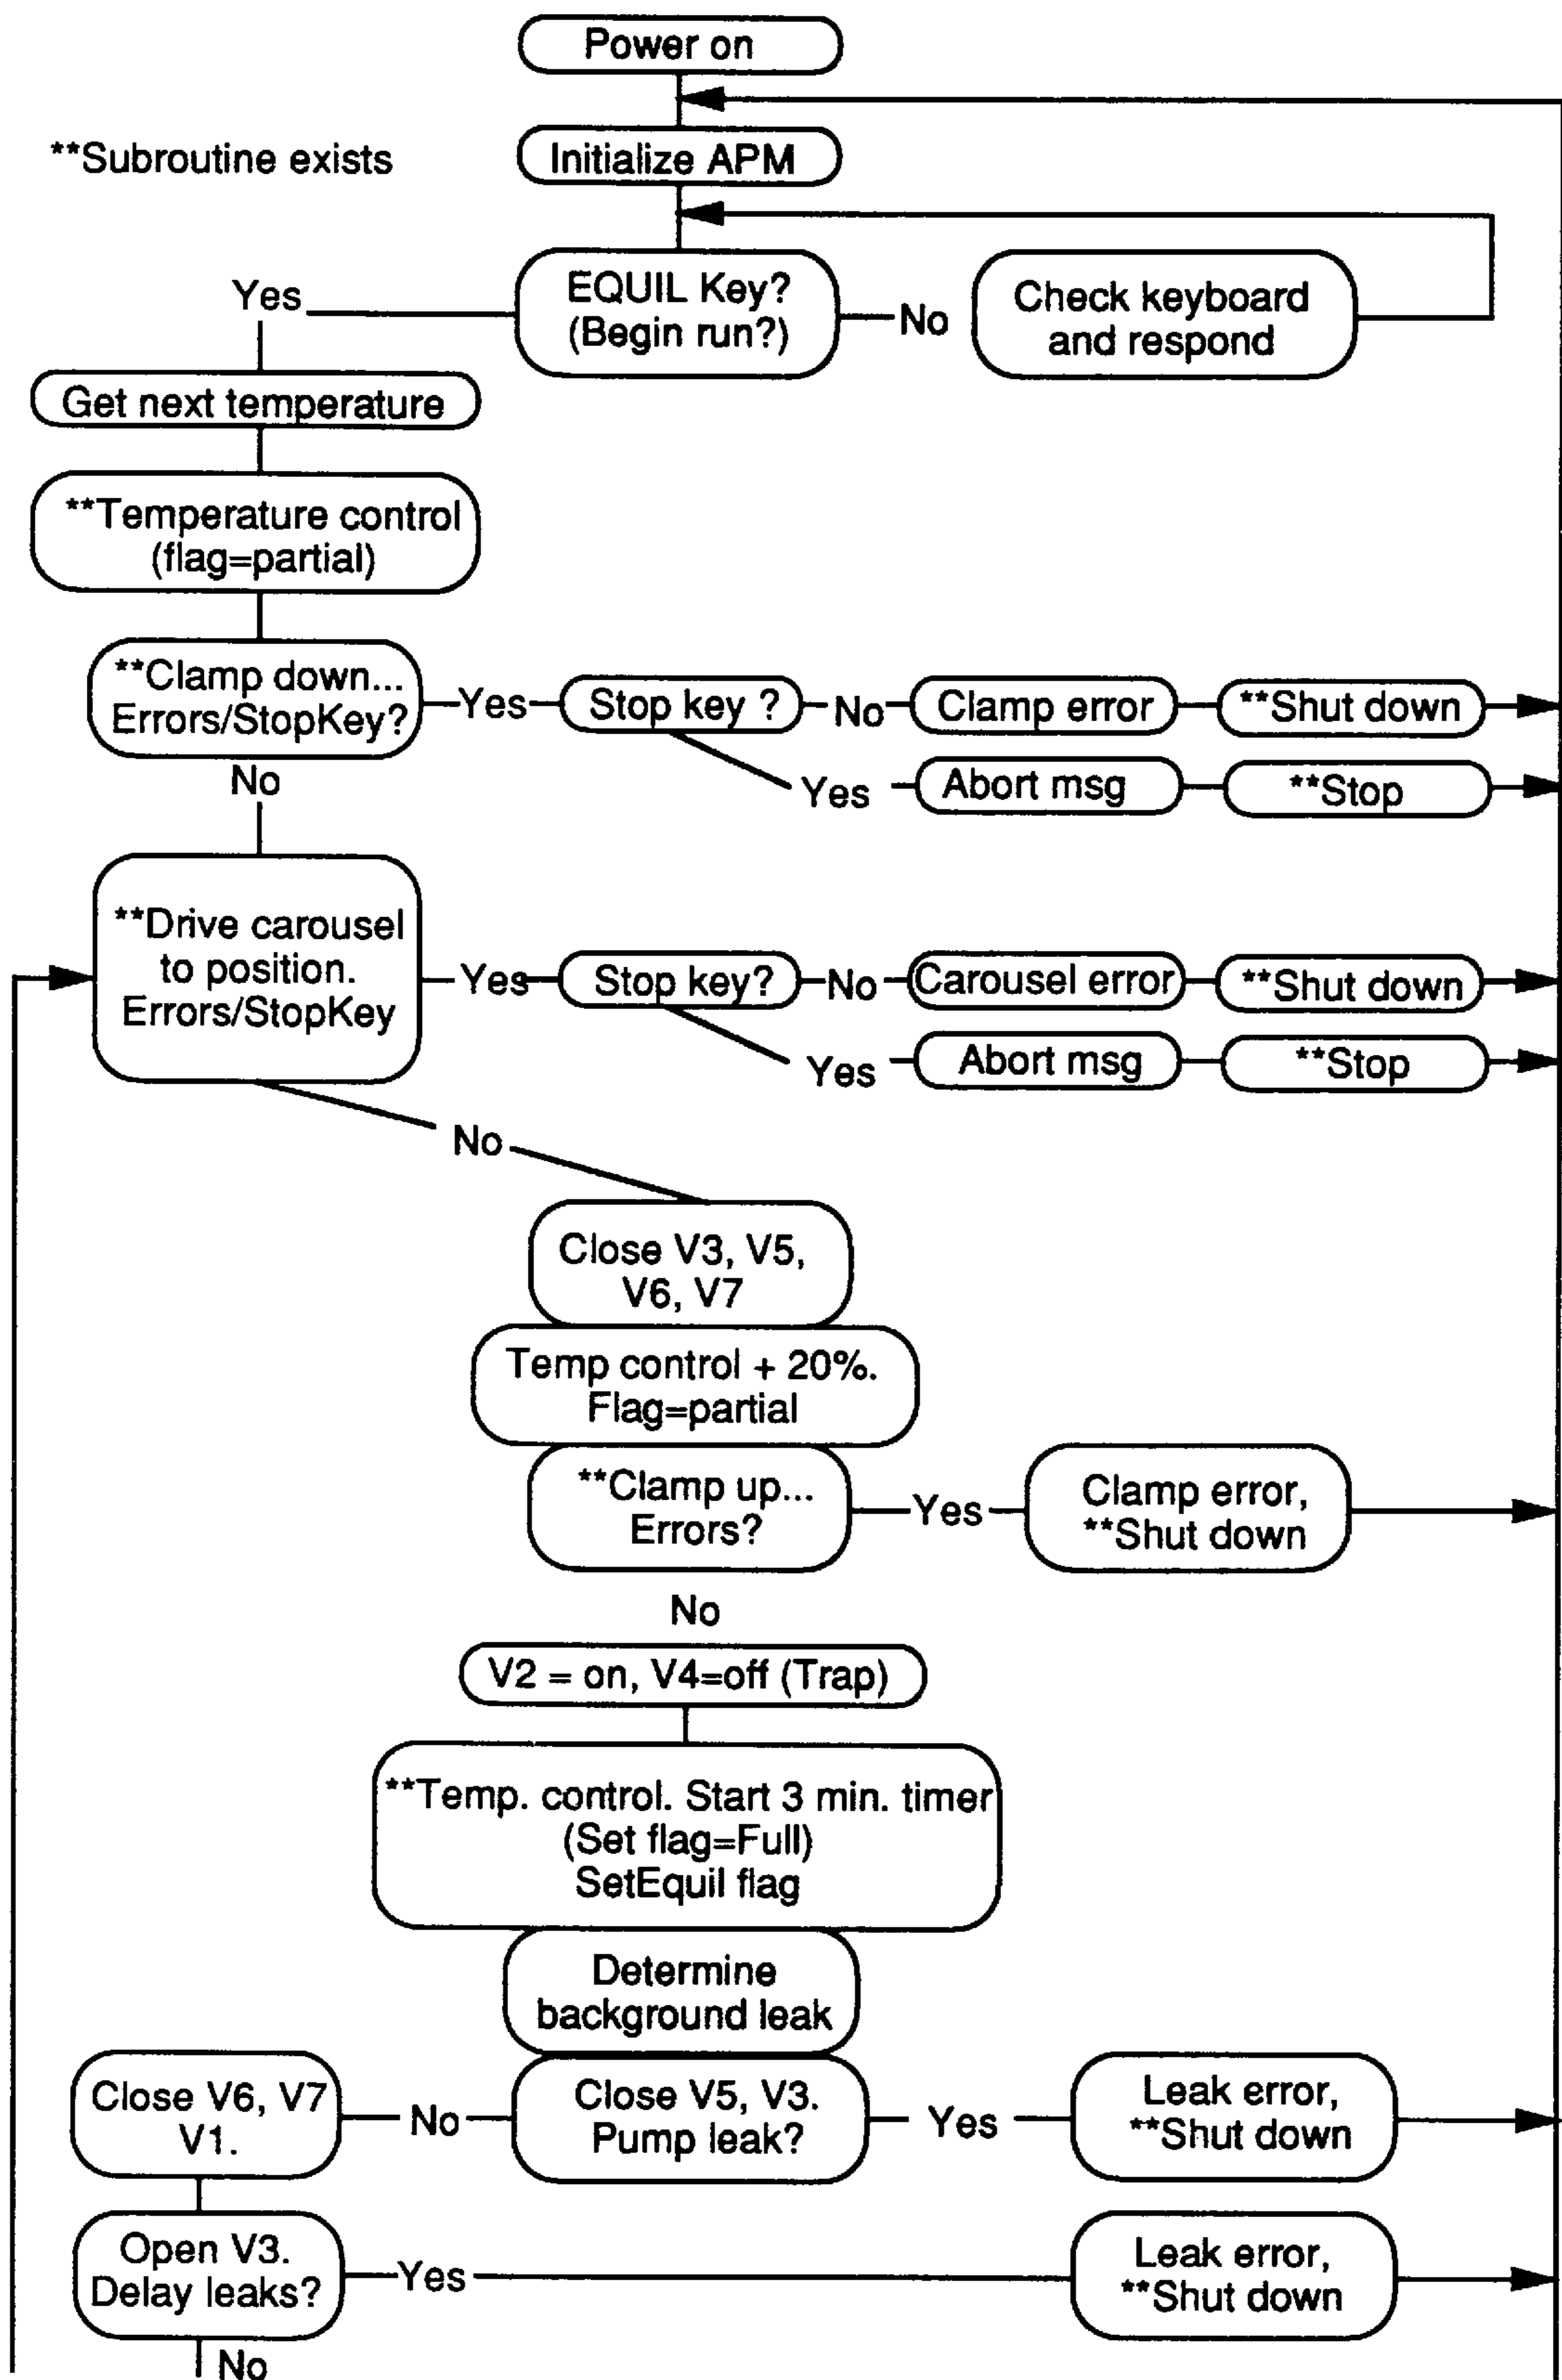 Power on
**Subroutine exists
Initialize APM
Yes
EQUIL Key?
(Begin run?)
No
Check keyboard
and respond
Get next temperature
**Temperature control
(flag=partial)
**Clamp down...
Errors/StopKey?
Yes
Stop key ?
No
Clamp error
**Shut down
Yes
Abort msg
**Stop
No
**Drive carousel
to position.
Errors/StopKey
Yes
Stop key?
No
Carousel error
**Shut down
Yes
Abort msg
**Stop
No
Close V3, V5,
V6, V7
Temp control + 20%.
Flag=partial
**Clamp up...
Errors?
Yes
Clamp error,
**Shut down
No
V2 = on, V4=off (Trap)
**Temp. control. Start 3 min. timer
(Set flag=Full)
SetEquil flag
Determine
background leak
Close V6, V7
V1.
No
Close V5, V3.
Pump leak?
Yes
Leak error,
**Shut down
Open V3.
Delay leaks?
Yes
Leak error,
**Shut down
No